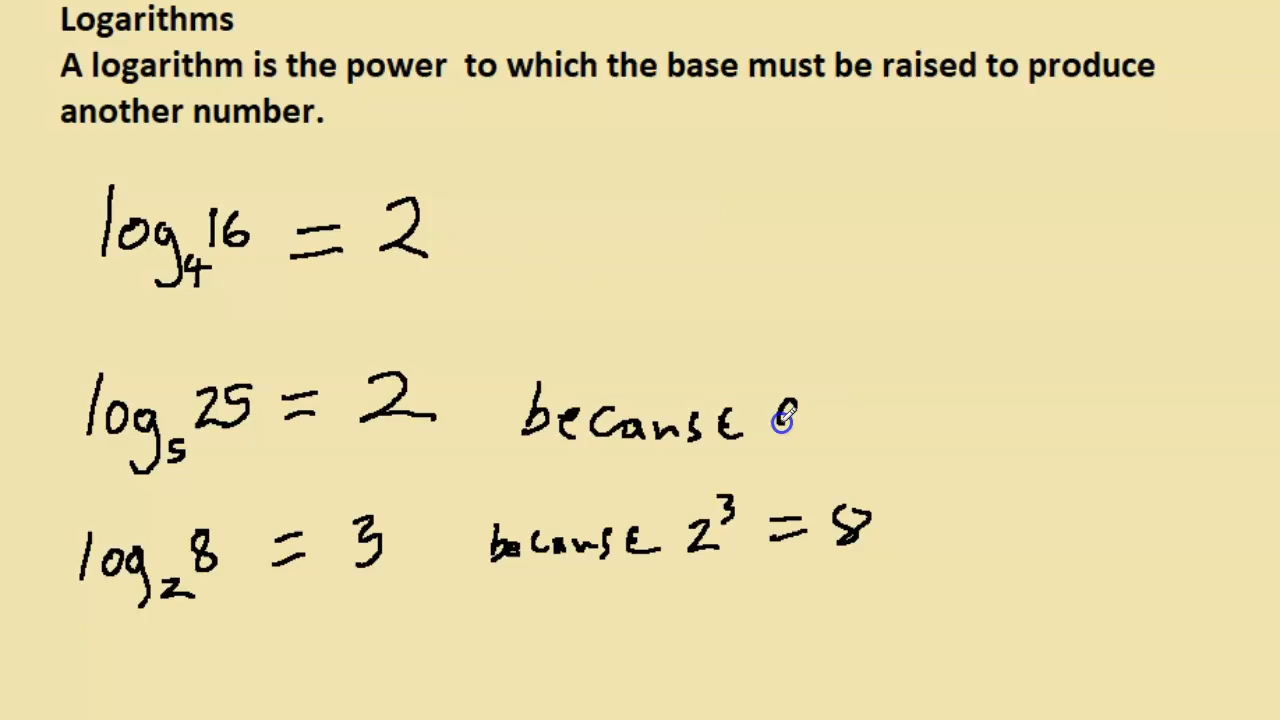 Logarithms
A logarithm is the power to which the base must be raised to produce
another number.
log₄16 = 2
log₅25 = 2 because
log₂8 = 3 because 2³ = 8